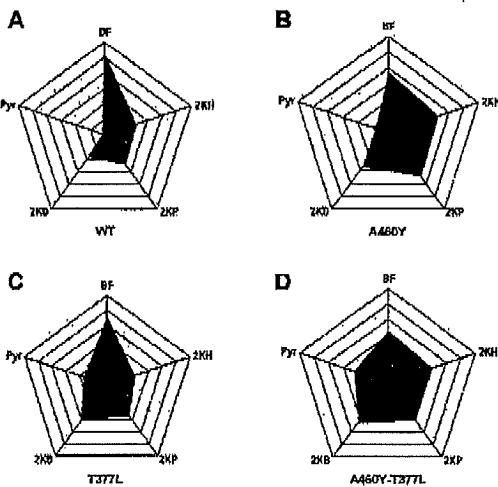 A
B
BF
BF
Pyr
2KH
Pyr
2KH
2KB
2KP
2KB
2KP
WT
A460Y
C
D
BF
BF
Pyr
2KH
Pyr
2KH
2KB
2KP
2KB
2KP
T377L
A460Y-T377L